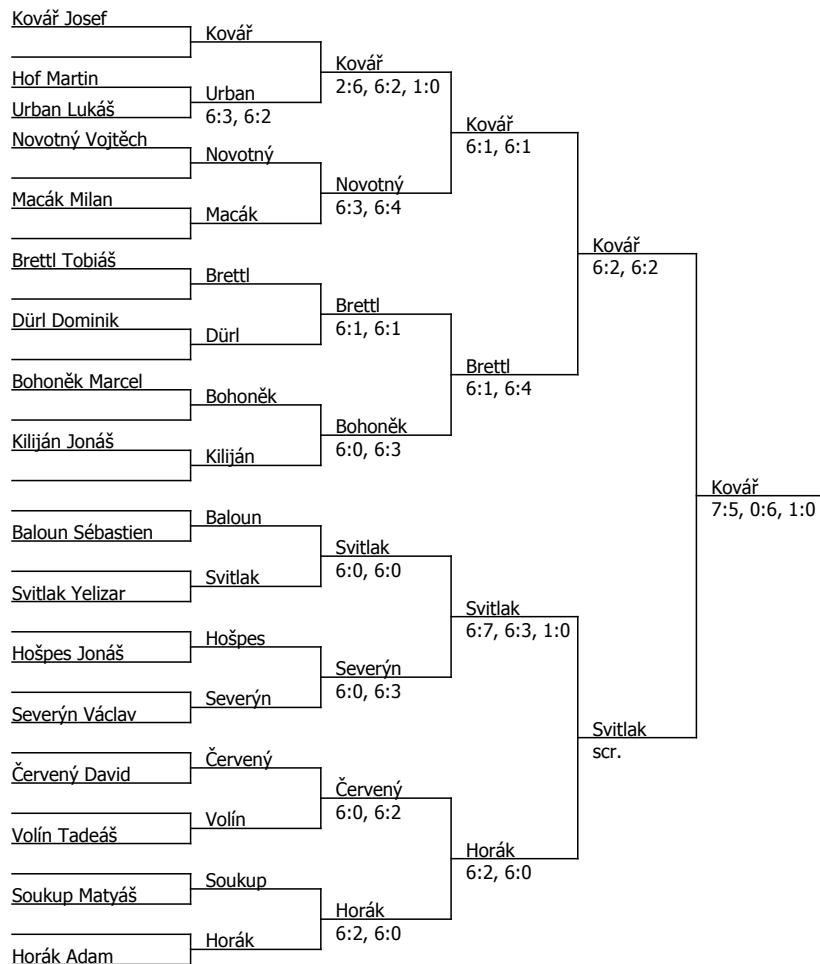 Kovář Josef
Hof Martin
Urban Lukáš
Novotný Vojtěch
Macák Milan
Brettl Tobiáš
Dürl Dominik
Bohoněk Marcel
Kiliján Jonáš
Baloun Sébastien
Svitlak Yelizar
Hošpes Jonáš
Severýn Václav
Červený David
Volín Tadeáš
Soukup Matyáš
Horák Adam
Kovář
Urban
6:3, 6:2
Novotný
Macák
Brettl
Dürl
Bohoněk
Kiliján
Baloun
Svitlak
Hošpes
Severýn
Červený
Volín
Soukup
Horák
Kovář
2:6, 6:2, 1:0
Novotný
6:3, 6:4
Brettl
6:1, 6:1
Bohoněk
6:0, 6:3
Svitlak
6:0, 6:0
Severýn
6:0, 6:3
Červený
6:0, 6:2
Horák
6:2, 6:0
Kovář
6:1, 6:1
Brettl
6:1, 6:4
Svitlak
6:7, 6:3, 1:0
Horák
6:2, 6:0
Kovář
6:2, 6:2
Svitlak
scr.
Kovář
7:5, 0:6, 1:0